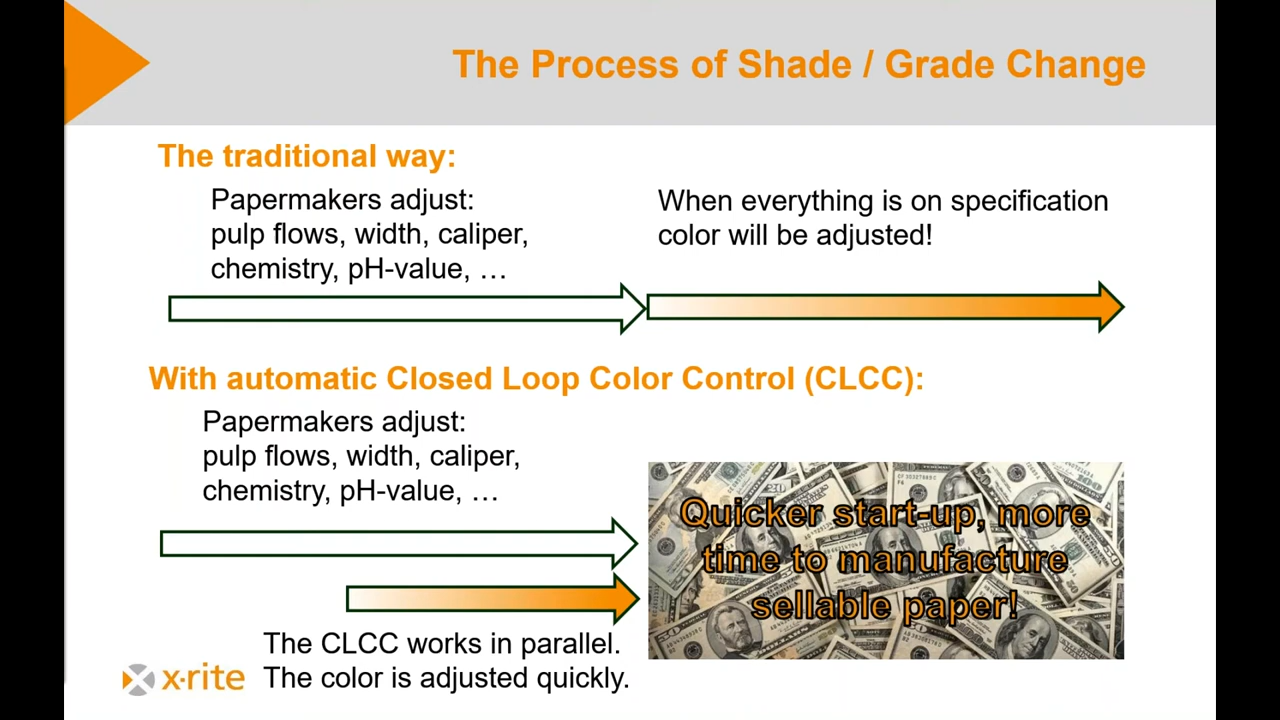 The Process of Shade / Grade Change
The traditional way:
Papermakers adjust:
pulp flows, width, caliper,
chemistry, pH-value, …
When everything is on specification
color will be adjusted!
With automatic Closed Loop Color Control (CLCC):
Papermakers adjust:
pulp flows, width, caliper,
chemistry, pH-value, …
Quicker start-up, more
time to manufacture
sellable paper!
The CLCC works in parallel.
The color is adjusted quickly.
x·rite